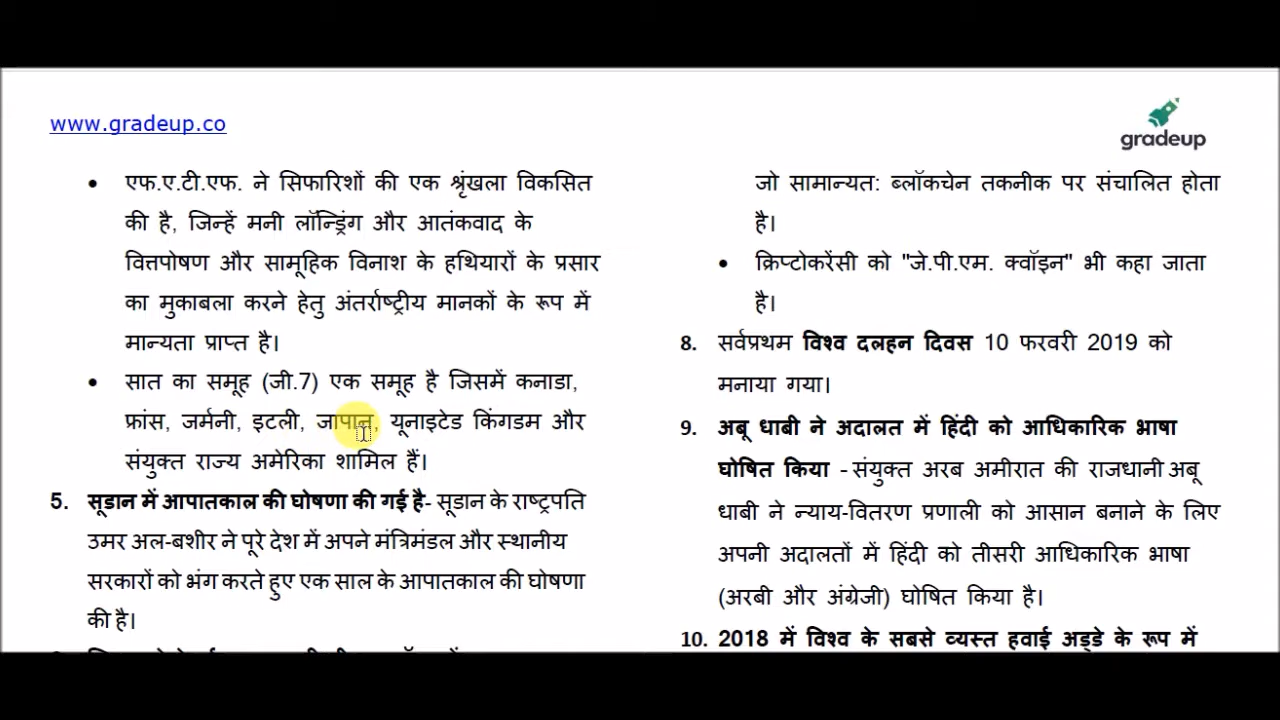 www.gradeup.co
gradeup
एफ.ए.टी.एफ. ने सिफारिशों की एक श्रृंखला विकसित
की है, जिन्हें मनी लॉन्ड्रिंग और आतंकवाद के
वित्तपोषण और सामूहिक विनाश के हथियारों के प्रसार
का मुकाबला करने हेतु अंतर्राष्ट्रीय मानकों के रूप में
मान्यता प्राप्त है।
सात का समूह (जी.7) एक समूह है जिसमें कनाडा,
फ्रांस, जर्मनी, इटली, जापान, यूनाइटेड किंगडम और
संयुक्त राज्य अमेरिका शामिल हैं।
5. सूडान में आपातकाल की घोषणा की गई है- सूडान के राष्ट्रपति
उमर अल-बशीर ने पूरे देश में अपने मंत्रिमंडल और स्थानीय
सरकारों को भंग करते हुए एक साल के आपातकाल की घोषणा
की है।
जो सामान्यत: ब्लॉकचेन तकनीक पर संचालित होता
है।
क्रिप्टोकरेंसी को "जे.पी.एम. क्वॉइन" भी कहा जाता
है।
8. सर्वप्रथम विश्व दलहन दिवस 10 फरवरी 2019 को
मनाया गया।
9. अबू धाबी ने अदालत में हिंदी को आधिकारिक भाषा
घोषित किया - संयुक्त अरब अमीरात की राजधानी अबू
धाबी ने न्याय-वितरण प्रणाली को आसान बनाने के लिए
अपनी अदालतों में हिंदी को तीसरी आधिकारिक भाषा
(अरबी और अंग्रेजी) घोषित किया है।
10. 2018 में विश्व के सबसे व्यस्त हवाई अड्डे के रूप में